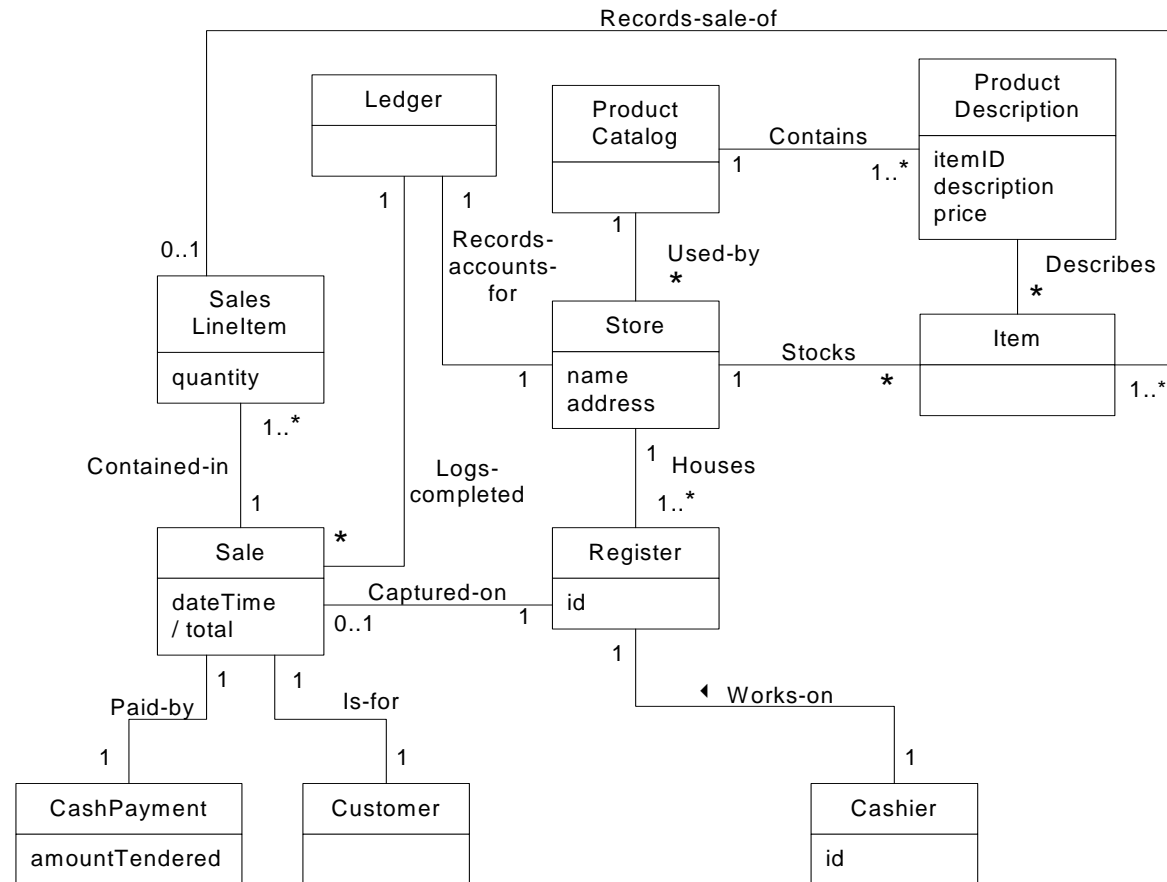 Records-sale-of
Ledger
Product
Catalog
Product
Description
itemID
description
price
Contains
1
1..*
1
1
1
0..1
Records-
accounts-
for
Used-by
*
Describes
*
Sales
LineItem
quantity
Store
name
address
Stocks
1
1
*
Item
1..*
1..*
Contained-in
1
Logs-
completed
*
1
Houses
1..*
Sale
dateTime
/ total
Captured-on
0..1
1
Register
id
1
1
1
Paid-by
Is-for
Works-on
1
1
1
CashPayment
amountTendered
Customer
Cashier
id